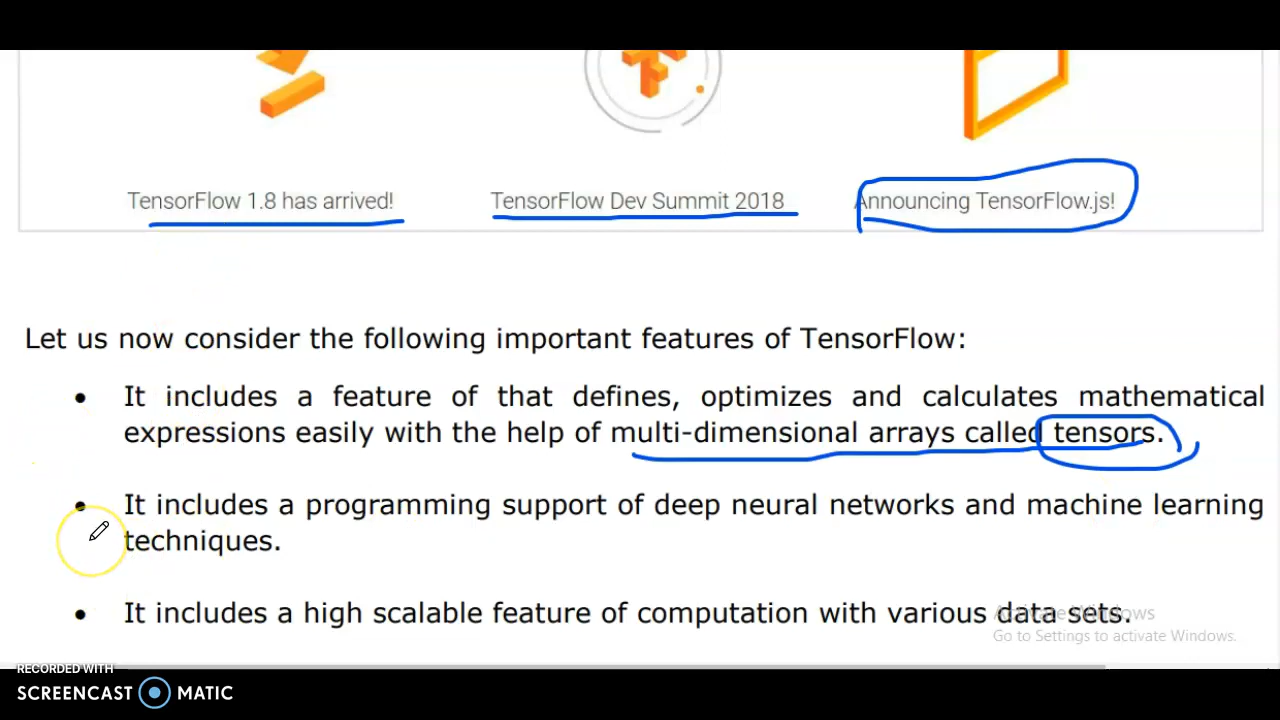 TensorFlow 1.8 has arrived!
TensorFlow Dev Summit 2018
Announcing TensorFlow.js!
Let us now consider the following important features of TensorFlow:
• It includes a feature of that defines, optimizes and calculates mathematical
expressions easily with the help of multi-dimensional arrays called tensors.
• It includes a programming support of deep neural networks and machine learning
techniques.
• It includes a high scalable feature of computation with various data sets.
Activate Windows
Go to Settings to activate Windows.
RECORDED WITH
SCREENCAST MATIC